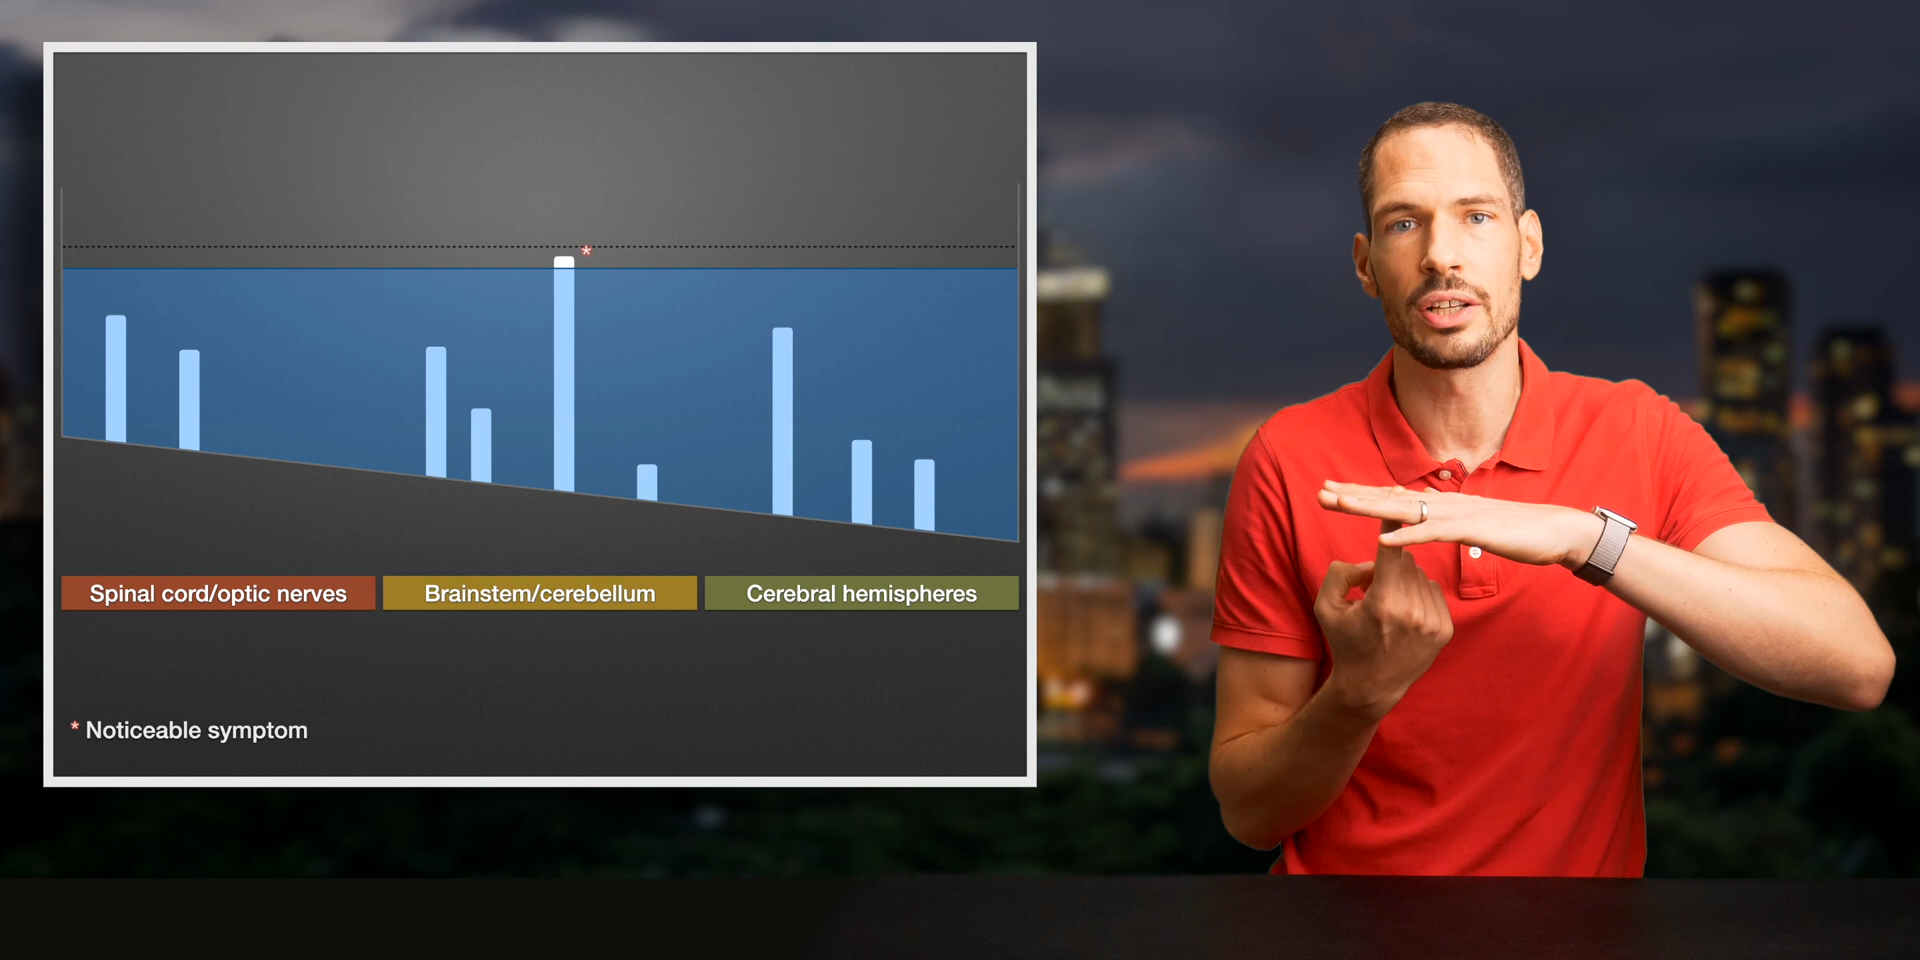 *
Spinal cord/optic nerves
Brainstem/cerebellum
Cerebral hemispheres
* Noticeable symptom